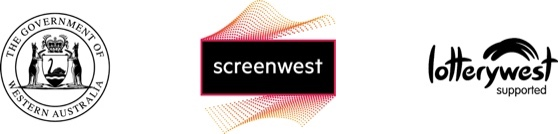 THE GOVERNMENT OF
WESTERN AUSTRALIA
screenwest
lotterywest
supported